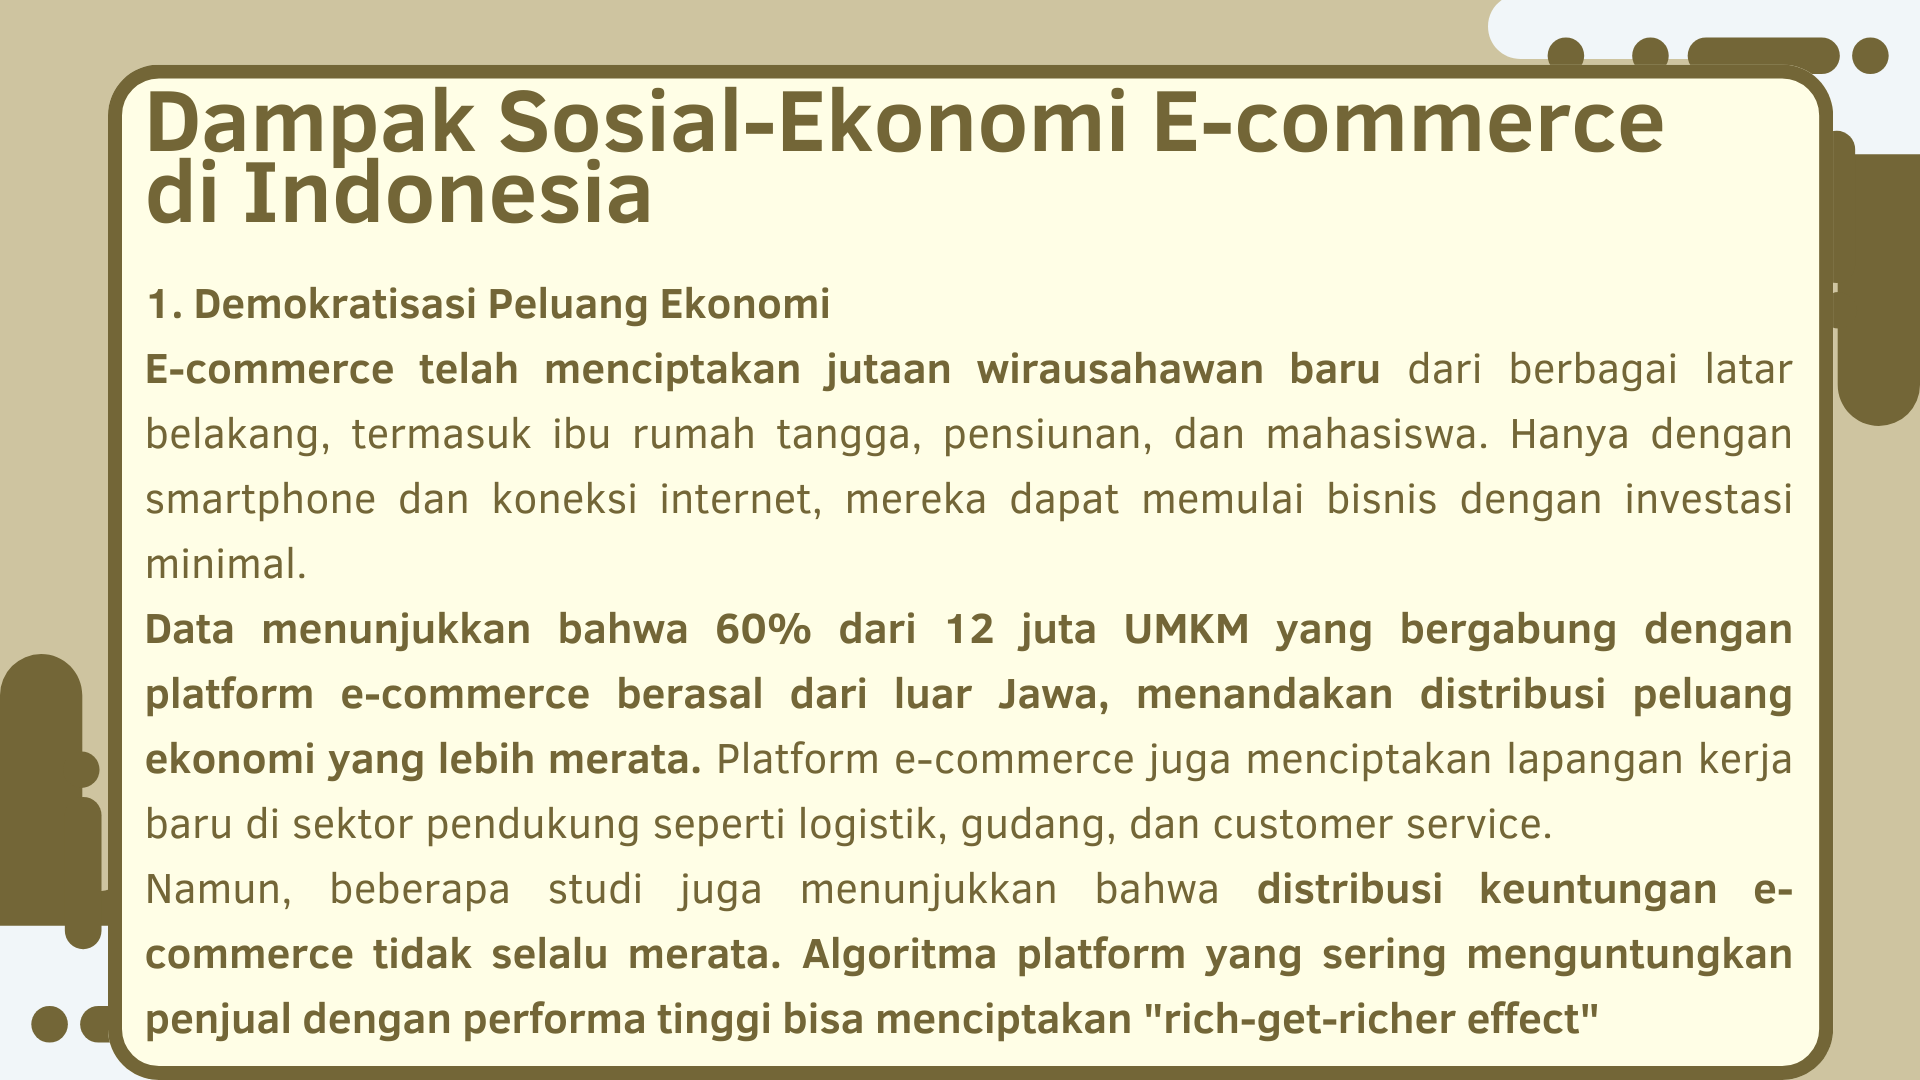 Dampak Sosial-Ekonomi E-commerce
di Indonesia
1. Demokratisasi Peluang Ekonomi
E-commerce telah menciptakan jutaan wirausahawan baru dari berbagai latar
belakang, termasuk ibu rumah tangga, pensiunan, dan mahasiswa. Hanya dengan
smartphone dan koneksi internet, mereka dapat memulai bisnis dengan investasi
minimal.
Data menunjukkan bahwa 60% dari 12 juta UMKM yang bergabung dengan
platform e-commerce berasal dari luar Jawa, menandakan distribusi peluang
ekonomi yang lebih merata. Platform e-commerce juga menciptakan lapangan kerja
baru di sektor pendukung seperti logistik, gudang, dan customer service.
Namun, beberapa studi juga menunjukkan bahwa distribusi keuntungan e-
commerce tidak selalu merata. Algoritma platform yang sering menguntungkan
penjual dengan performa tinggi bisa menciptakan "rich-get-richer effect"